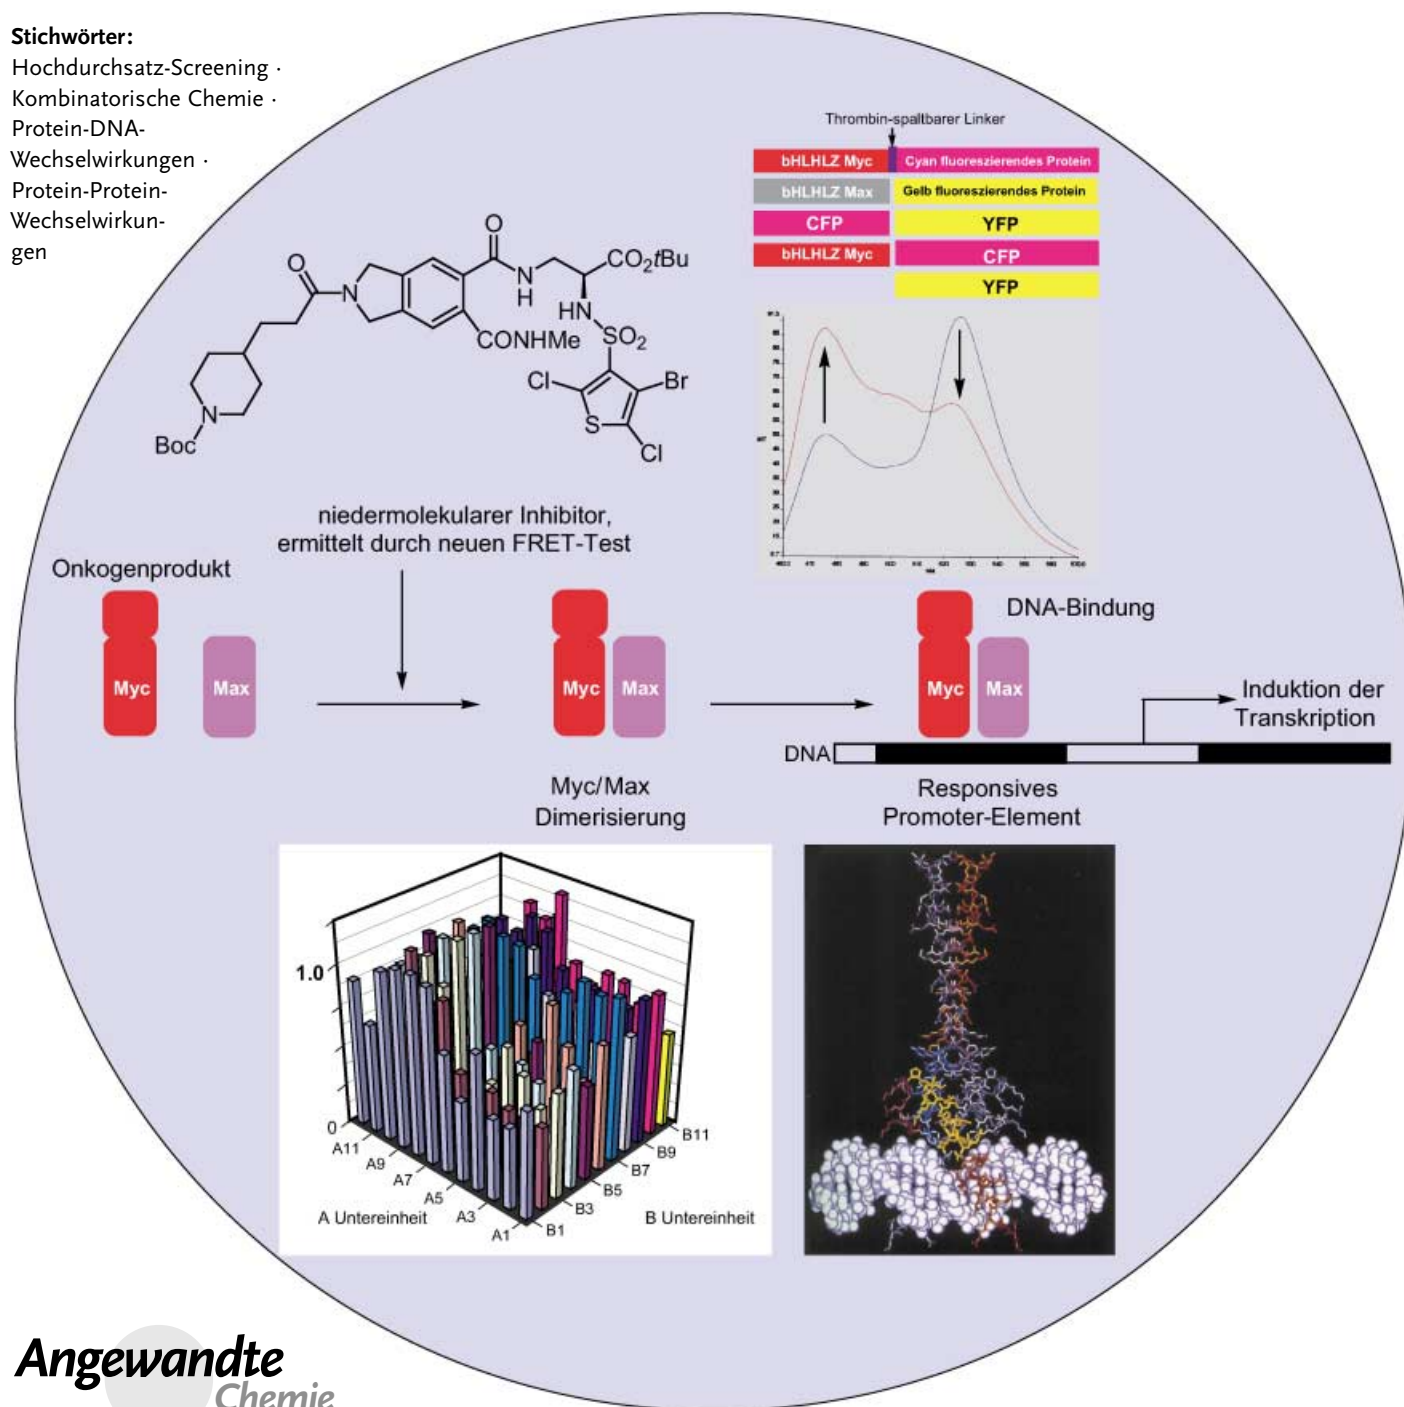 Stichwörter:
Hochdurchsatz-Screening ·
Kombinatorische Chemie ·
Protein-DNA-
Wechselwirkungen ·
Protein-Protein-
Wechselwirkun-
gen
Thrombin-spaltbarer Linker
bHLHLZ Myc Cyan fluoreszierendes Protein
bHLHLZ Max Gelb fluoreszierendes Protein
CFP YFP
bHLHLZ Myc CFP
YFP
O
O
N
N
H
CO2tBu
HN
CONHMe
SO2
Cl
Br
S
Cl
N
Boc
niedermolekularer Inhibitor,
ermittelt durch neuen FRET-Test
Onkogenprodukt
DNA-Bindung
Myc Max
Myc Max
Myc Max
Induktion der
Transkription
DNA
Myc/Max
Dimerisierung
Responsives
Promoter-Element
1.0
0
A11
A9
A7
A5
A3
A1
B1
B3
B5
B7
B9
B11
A Untereinheit
B Untereinheit
Angewandte
Chemie